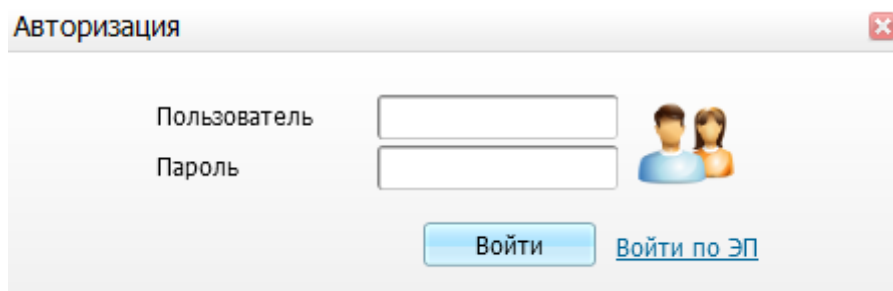 Авторизация
Пользователь
Пароль
Войти Войти по ЭП